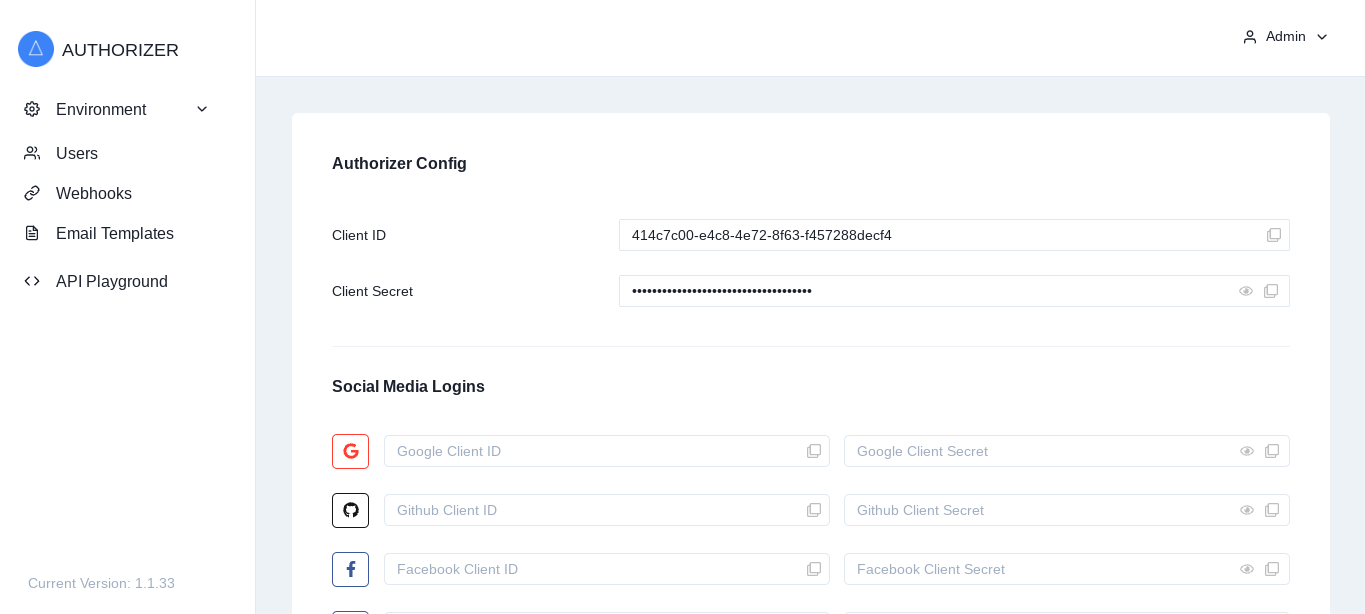 AUTHORIZER
Admin
Environment
Users
Webhooks
Email Templates
API Playground
Current Version: 1.1.33
Authorizer Config
Client ID
414c7c00-e4c8-4e72-8f63-f457288decf4
Client Secret
••••••••••••••••••••••••••••••••••••
Social Media Logins
Google Client ID
Google Client Secret
Github Client ID
Github Client Secret
Facebook Client ID
Facebook Client Secret